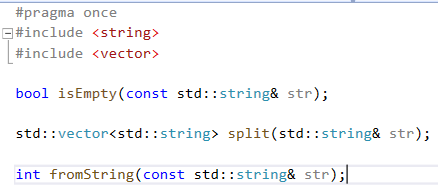 #pragma once
#include <string>
#include <vector>
bool isEmpty(const std::string& str);
std::vector<std::string> split(std::string& str);
int fromString(const std::string& str);